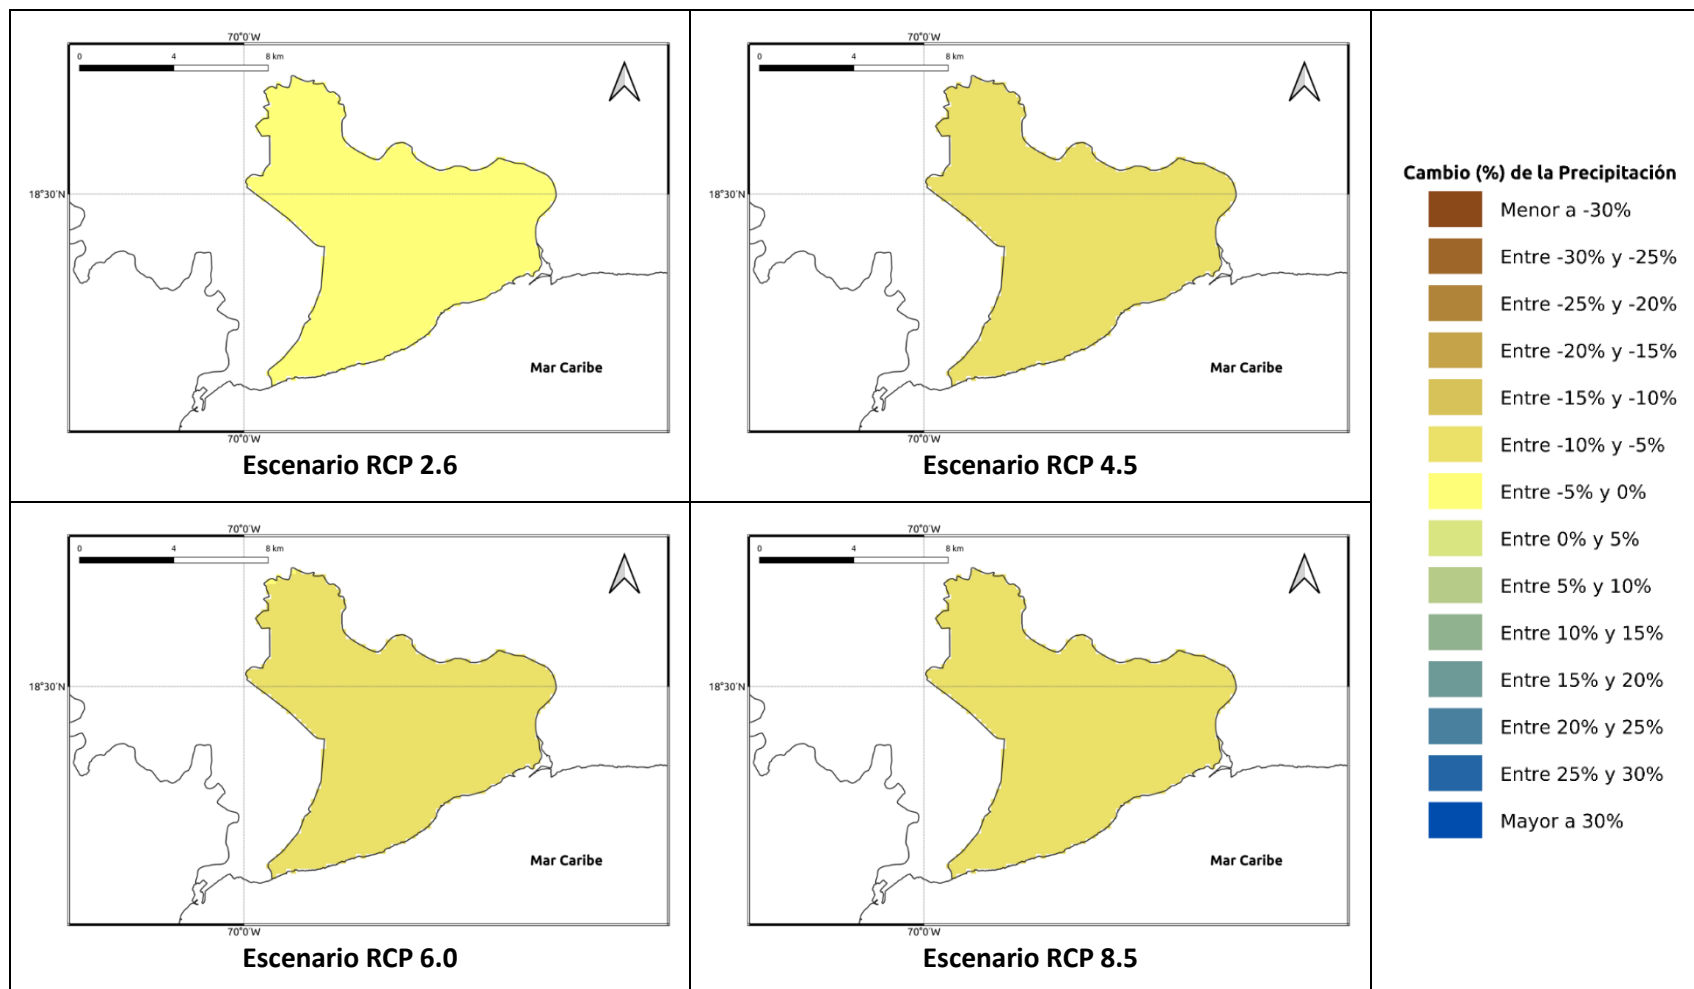 70°0'W
0 4 8 km
18°30'N
Mar Caribe
70°0'W
Escenario RCP 2.6
70°0'W
0 4 8 km
18°30'N
Mar Caribe
70°0'W
Escenario RCP 4.5
70°0'W
0 4 8 km
18°30'N
Mar Caribe
70°0'W
Escenario RCP 6.0
70°0'W
0 4 8 km
18°30'N
Mar Caribe
70°0'W
Escenario RCP 8.5
Cambio (%) de la Precipitación
Menor a -30%
Entre -30% y -25%
Entre -25% y -20%
Entre -20% y -15%
Entre -15% y -10%
Entre -10% y -5%
Entre -5% y 0%
Entre 0% y 5%
Entre 5% y 10%
Entre 10% y 15%
Entre 15% y 20%
Entre 20% y 25%
Entre 25% y 30%
Mayor a 30%